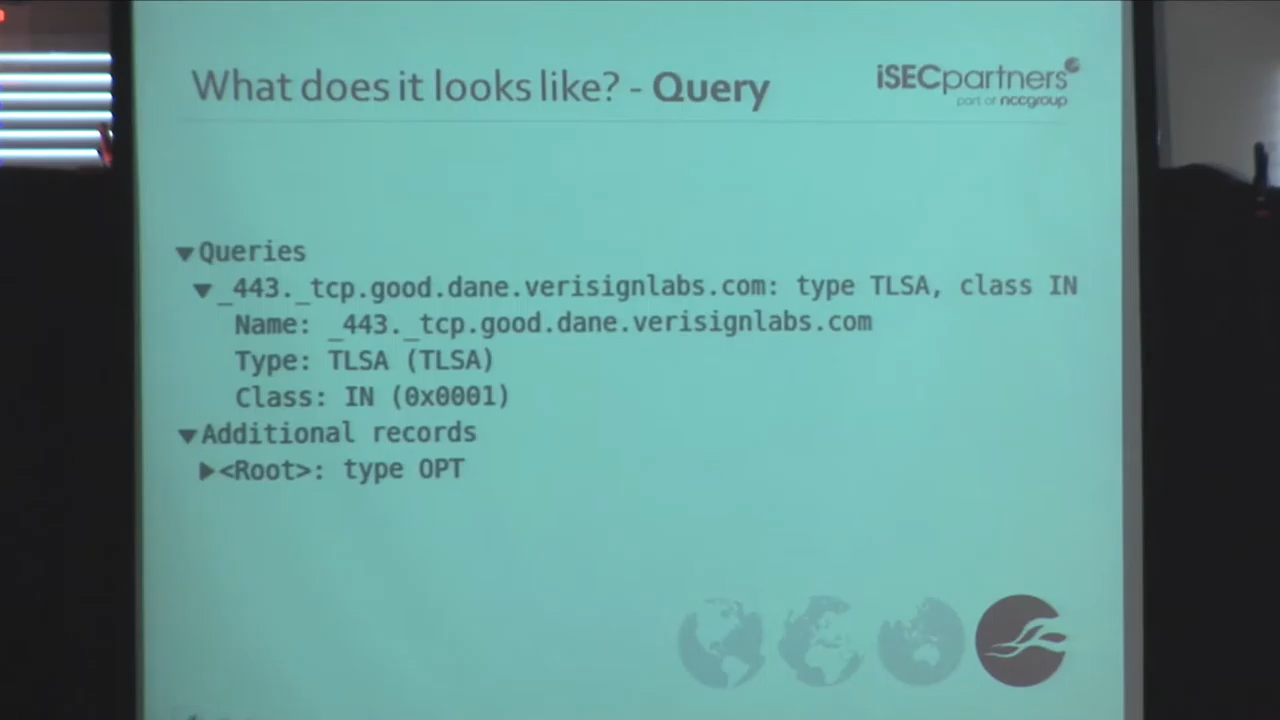 What does it looks like? - Query
iSECpartners
part of nccgroup
Queries
_443._tcp.good.dane.verisignlabs.com: type TLSA, class IN
Name: _443._tcp.good.dane.verisignlabs.com
Type: TLSA (TLSA)
Class: IN (0x0001)
Additional records
<Root>: type OPT